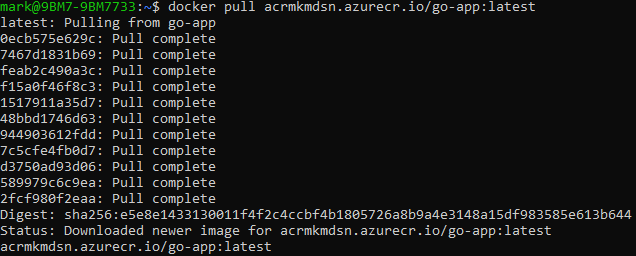 mark@9BM7-9BM7733:~$ docker pull acrmkmdsn.azurecr.io/go-app:latest
latest: Pulling from go-app
0ecb575e629c: Pull complete
7467d1831b69: Pull complete
feab2c490a3c: Pull complete
f15a0f46f8c3: Pull complete
1517911a35d7: Pull complete
48bbd1746d63: Pull complete
944903612fdd: Pull complete
7c5cfe4fb0d7: Pull complete
d3750ad93d06: Pull complete
589979c6c9ea: Pull complete
2fcf980f2eaa: Pull complete
Digest: sha256:e5e8e1433130011f4f2c4ccbf4b1805726a8b9a4e3148a15df983585e613b644
Status: Downloaded newer image for acrmkmdsn.azurecr.io/go-app:latest
acrmkmdsn.azurecr.io/go-app:latest